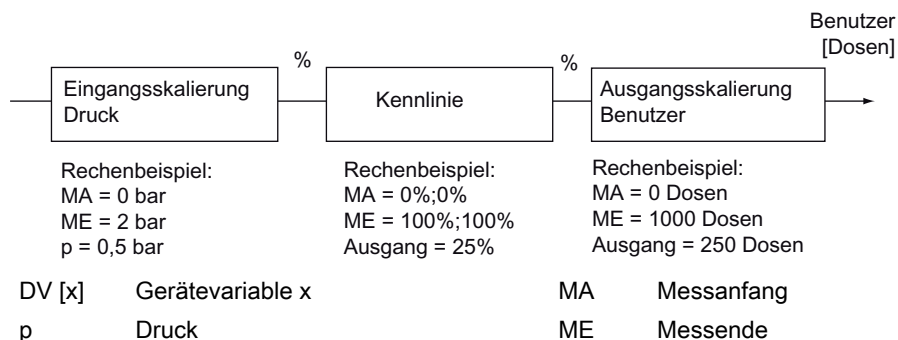 Benutzer
[Dosen]
%
%
Eingangsskalierung
Druck
Kennlinie
Ausgangsskalierung
Benutzer
Rechenbeispiel:
MA = 0 bar
ME = 2 bar
p = 0,5 bar
Rechenbeispiel:
MA = 0%;0%
ME = 100%;100%
Ausgang = 25%
Rechenbeispiel:
MA = 0 Dosen
ME = 1000 Dosen
Ausgang = 250 Dosen
DV [x] Gerätevariable x MA Messanfang
p Druck ME Messende